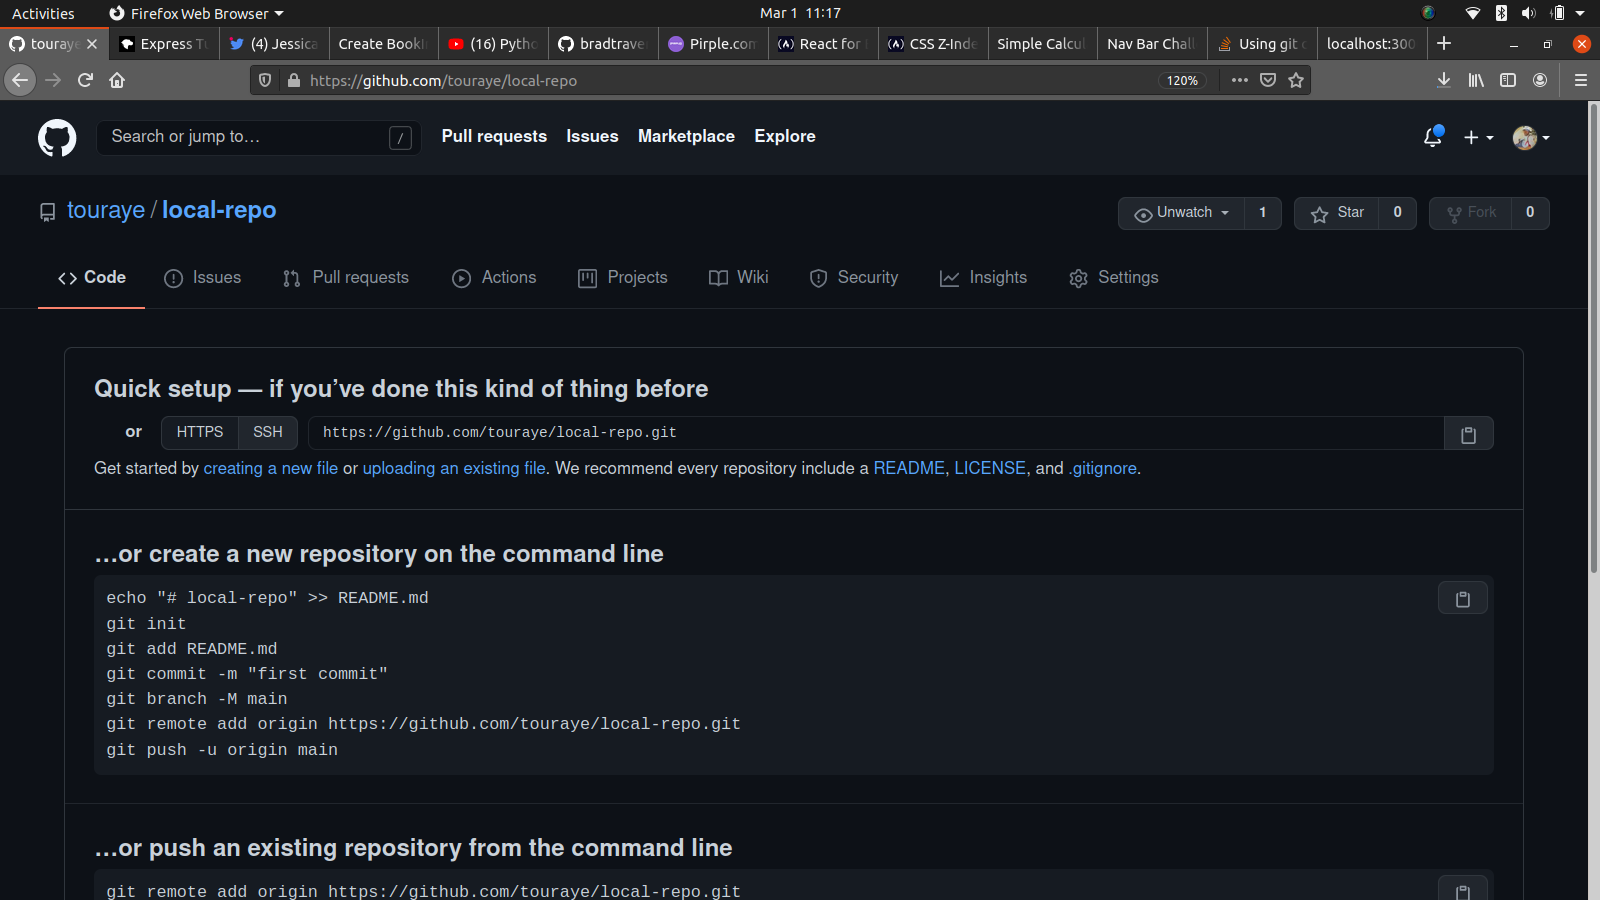 Activities Firefox Web Browser Mar 1 11:17
touraye Express Tu (4) Jessica Create BookI (16) Pytho bradtrave Pirple.com React for CSS Z-Inde Simple Calcul Nav Bar Chall Using git localhost:300
https://github.com/touraye/local-repo 120%
Search or jump to… / Pull requests Issues Marketplace Explore
touraye / local-repo Unwatch 1 Star 0 Fork 0
Code Issues Pull requests Actions Projects Wiki Security Insights Settings
Quick setup — if you’ve done this kind of thing before
or HTTPS SSH https://github.com/touraye/local-repo.git
Get started by creating a new file or uploading an existing file. We recommend every repository include a README, LICENSE, and .gitignore.
…or create a new repository on the command line
echo "# local-repo" >> README.md
git init
git add README.md
git commit -m "first commit"
git branch -M main
git remote add origin https://github.com/touraye/local-repo.git
git push -u origin main
…or push an existing repository from the command line
git remote add origin https://github.com/touraye/local-repo.git